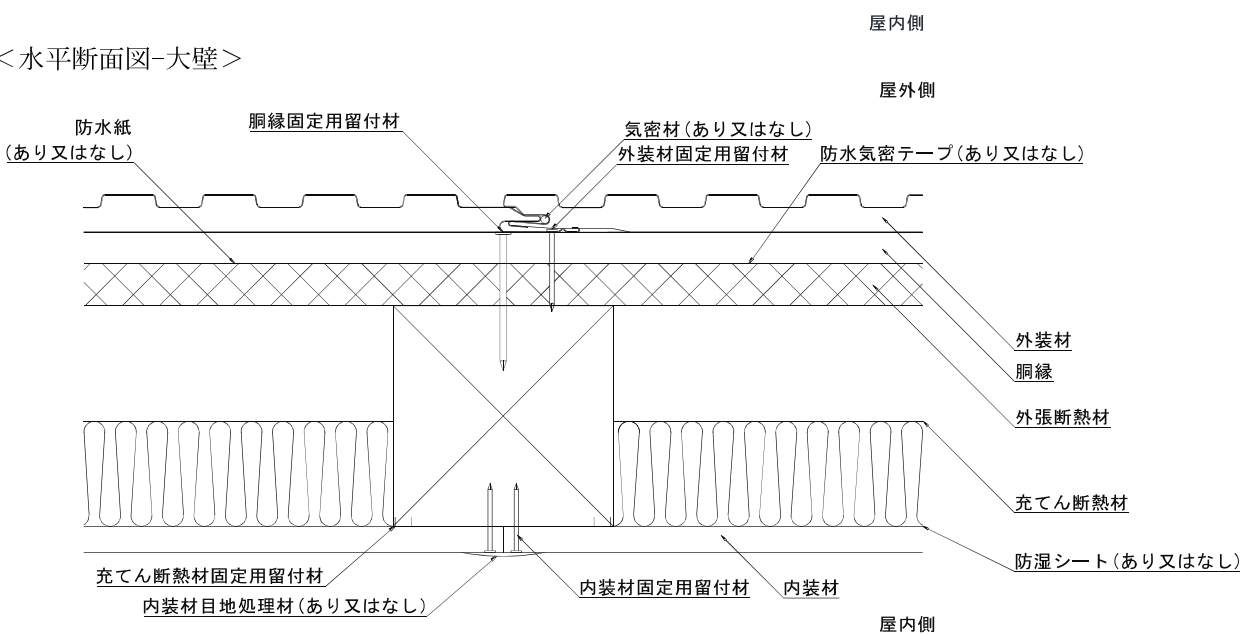 屋内側
＜水平断面図−大壁＞
屋外側
防水紙
(あり又はなし)
胴縁固定用留付材
気密材(あり又はなし)
外装材固定用留付材
防水気密テープ(あり又はなし)
外装材
胴縁
外張断熱材
充てん断熱材
防湿シート(あり又はなし)
充てん断熱材固定用留付材
内装材固定用留付材
内装材
内装材目地処理材(あり又はなし)
屋内側